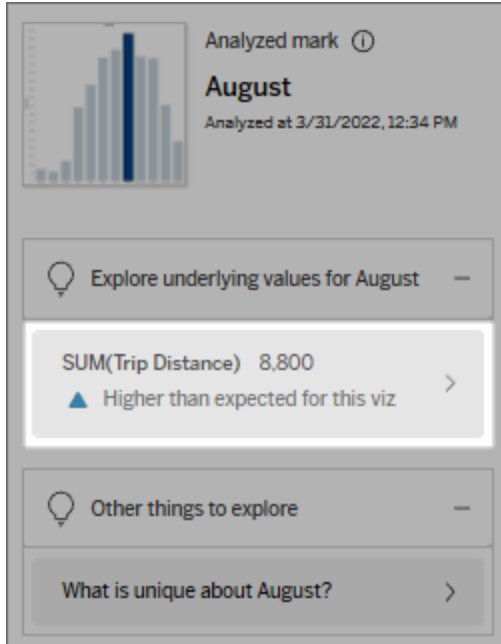 Analyzed mark
August
Analyzed at 3/31/2022, 12:34 PM
Explore underlying values for August
SUM(Trip Distance) 8,800
Higher than expected for this viz
Other things to explore
What is unique about August?